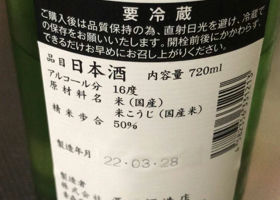 要冷蔵
ご購入後は品質保持の為、直射日光を避け、冷蔵で
の保存をお願いいたします。開栓前後にかかわらず、
できるだけお早めにお召し上がりください。
品目 日本酒 内容量 720ml
アルコール分 16度
原材料名 米(国産)
米こうじ(国産米)
精米歩合 50%
製造年月 22.03.28
株式